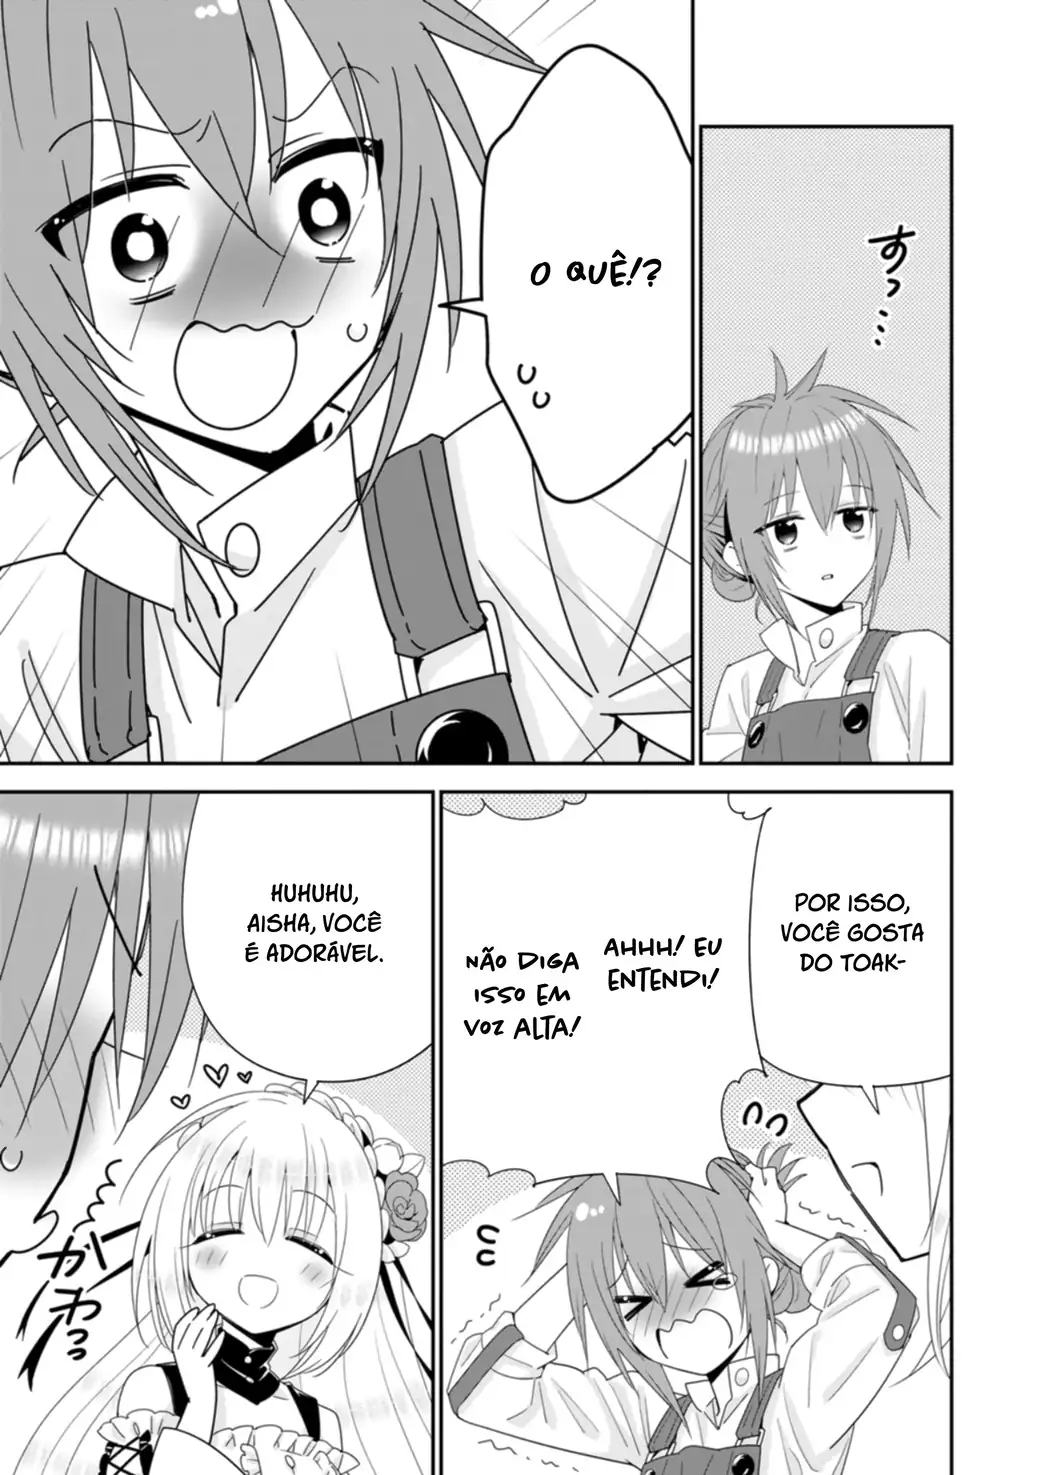 すっ…
O QUÊ!?
POR ISSO,
VOCÊ GOSTA
DO TOAK-
AHHH! EU
ENTENDI!
NÃO DIGA
ISSO EM
VOZ ALTA!
HUHUHU,
AISHA, VOCÊ
É ADORÁVEL.
かわっ